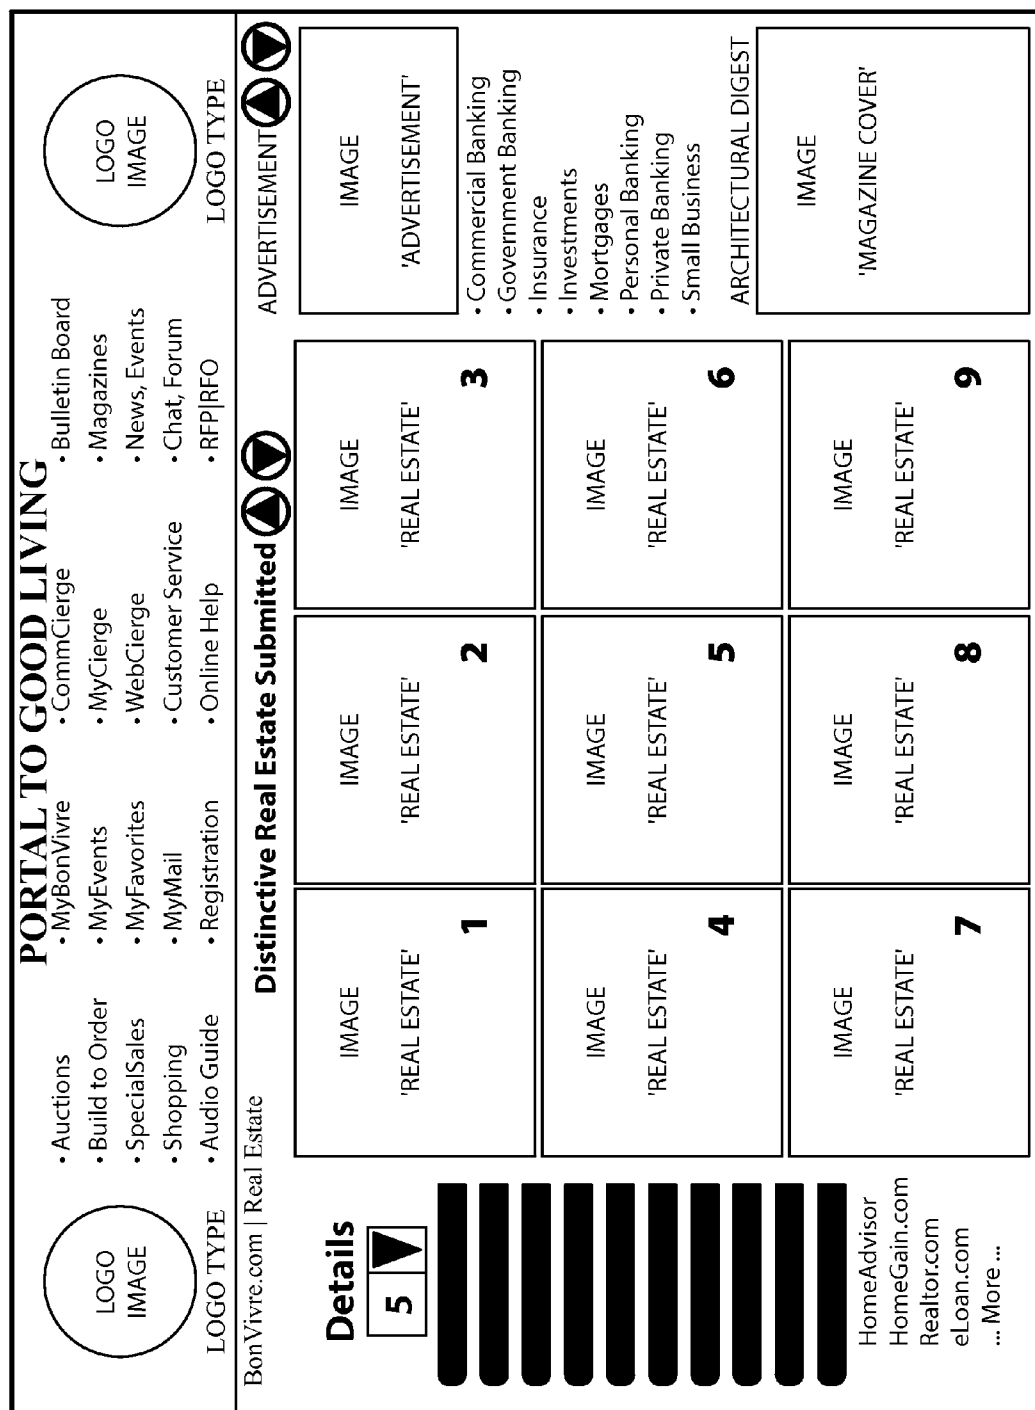 PORTAL TO GOOD LIVING
LOGO
IMAGE
LOGO TYPE
• Auctions
• Build to Order
• SpecialSales
• Shopping
• Audio Guide
• MyBonVivre
• MyEvents
• MyFavorites
• MyMail
• Registration
• CommCierge
• MyCierge
• WebCierge
• Customer Service
• Online Help
• Bulletin Board
• Magazines
• News, Events
• Chat, Forum
• RFP|RFO
LOGO
IMAGE
LOGO TYPE
BonVivre.com | Real Estate
Distinctive Real Estate Submitted
ADVERTISEMENT
Details
5
HomeAdvisor
HomeGain.com
Realtor.com
eLoan.com
... More ...
IMAGE
'REAL ESTATE'
1
IMAGE
'REAL ESTATE'
2
IMAGE
'REAL ESTATE'
3
IMAGE
'REAL ESTATE'
4
IMAGE
'REAL ESTATE'
5
IMAGE
'REAL ESTATE'
6
IMAGE
'REAL ESTATE'
7
IMAGE
'REAL ESTATE'
8
IMAGE
'REAL ESTATE'
9
IMAGE
'ADVERTISEMENT'
• Commercial Banking
• Government Banking
• Insurance
• Investments
• Mortgages
• Personal Banking
• Private Banking
• Small Business
ARCHITECTURAL DIGEST
IMAGE
'MAGAZINE COVER'